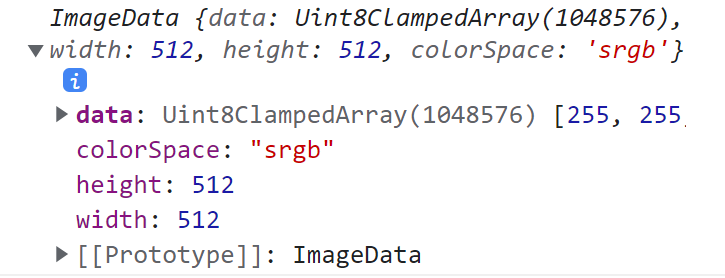 ImageData {data: Uint8ClampedArray(1048576),
▼ width: 512, height: 512, colorSpace: 'srgb'}
i
▶ data: Uint8ClampedArray(1048576) [255, 255,
colorSpace: "srgb"
height: 512
width: 512
▶ [[Prototype]]: ImageData